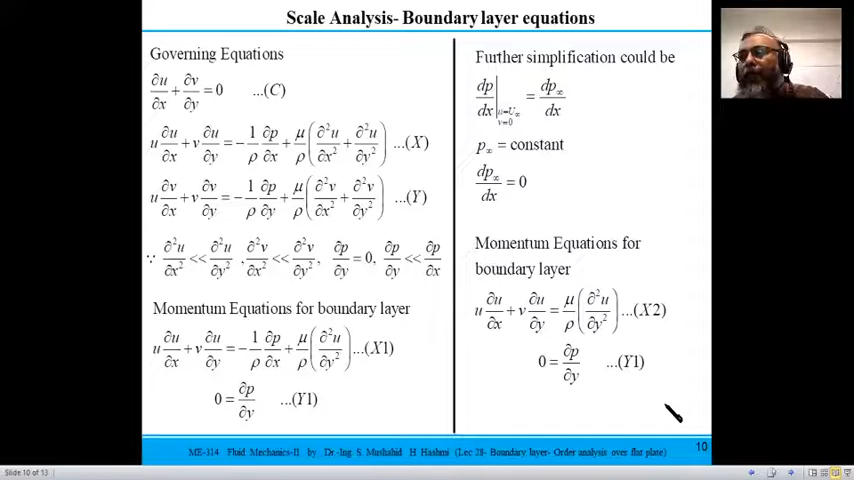 Scale Analysis- Boundary layer equations
Governing Equations
∂u/∂x + ∂v/∂y = 0 ...(C)
u ∂u/∂x + v ∂u/∂y = − 1/ρ ∂p/∂x + μ/ρ (∂²u/∂x² + ∂²u/∂y²) ...(X)
u ∂v/∂x + v ∂v/∂y = − 1/ρ ∂p/∂y + μ/ρ (∂²v/∂x² + ∂²v/∂y²) ...(Y)
∵ ∂²u/∂x² << ∂²u/∂y² , ∂²v/∂x² << ∂²v/∂y², ∂p/∂y = 0, ∂p/∂y << ∂p/∂x
Momentum Equations for boundary layer
u ∂u/∂x + v ∂u/∂y = − 1/ρ ∂p/∂x + μ/ρ (∂²u/∂y²) ...(X1)
0 = ∂p/∂y ...(Y1)
Further simplification could be
dp/dx |u=U∞ v=0 = dp∞/dx
p∞ = constant
dp∞/dx = 0
Momentum Equations for
boundary layer
u ∂u/∂x + v ∂u/∂y = μ/ρ (∂²u/∂y²) ...(X2)
0 = ∂p/∂y ...(Y1)
ME-314 Fluid Mechanics-II by Dr.-Ing. S. Mushahid H Hashmi (Lec 28- Boundary layer- Order analysis over flat plate)
10
Slide 10 of 13